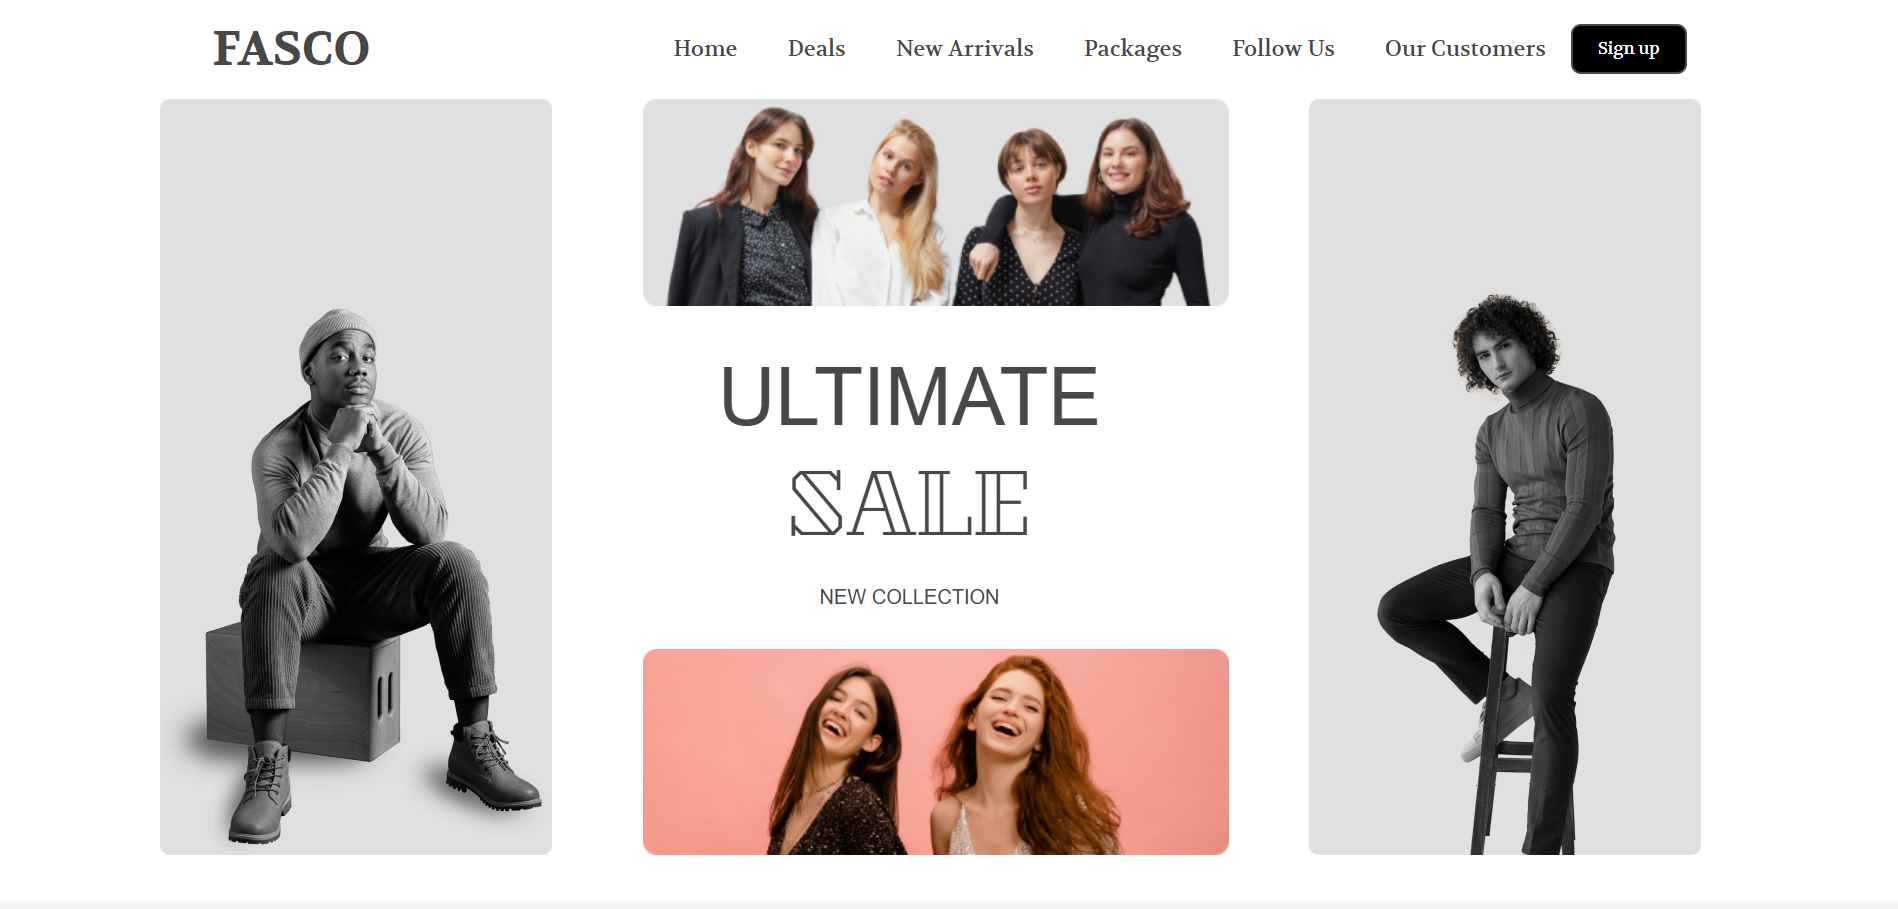 FASCO
Home Deals New Arrivals Packages Follow Us Our Customers Sign up
ULTIMATE
SALE
NEW COLLECTION